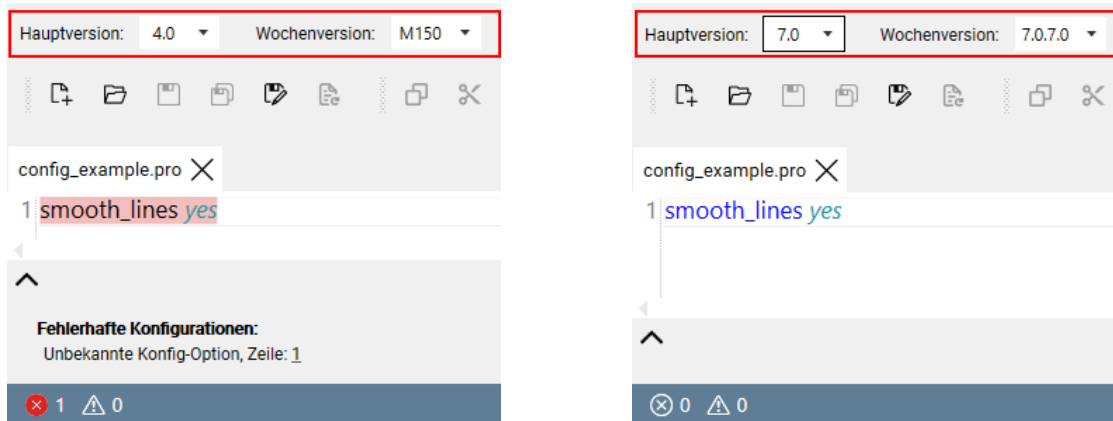 Hauptversion: 4.0 Wochenversion: M150
config_example.pro
1 smooth_lines yes
Fehlerhafte Konfigurationen:
Unbekannte Konfig-Option, Zeile: 1
1 0
Hauptversion: 7.0 Wochenversion: 7.0.7.0
config_example.pro
1 smooth_lines yes
0 0